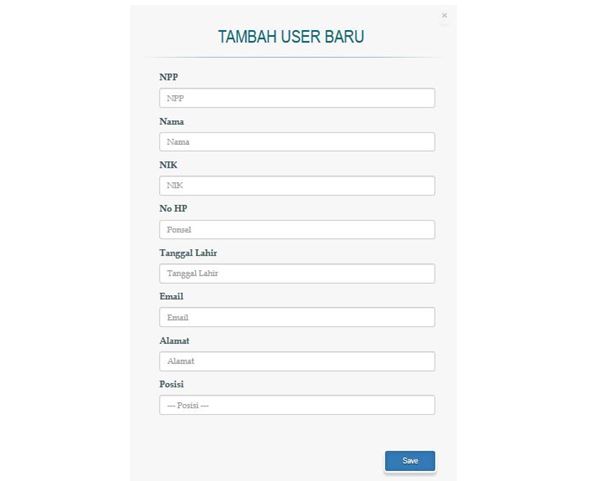 ×
TAMBAH USER BARU
NPP
NPP
Nama
Nama
NIK
NIK
No HP
Ponsel
Tanggal Lahir
Tanggal Lahir
Email
Email
Alamat
Alamat
Posisi
--- Posisi ---
Save